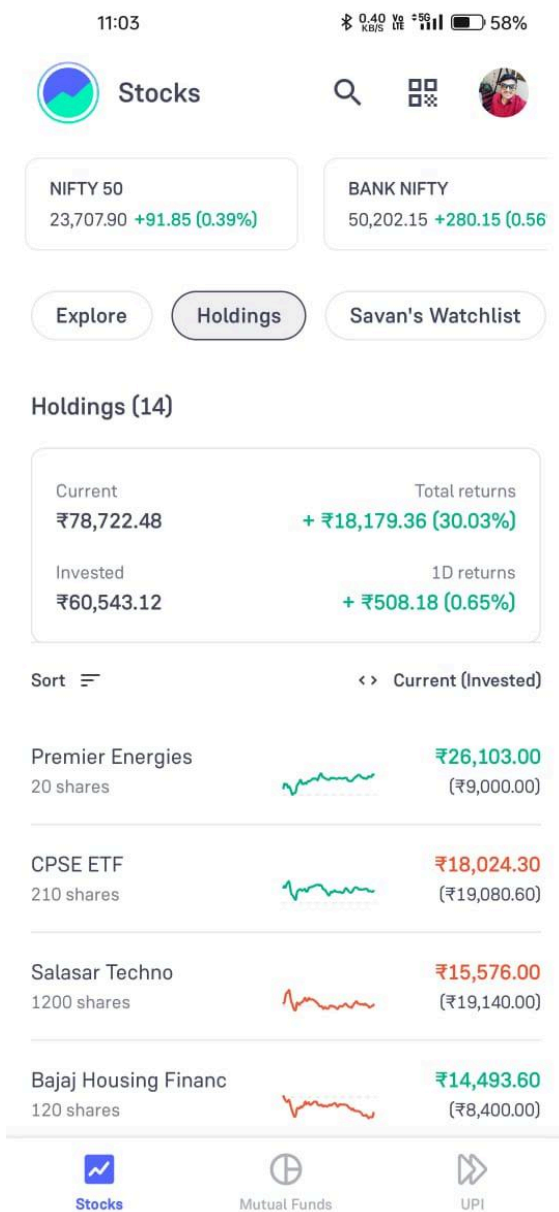 11:03
0.40 KB/S Vo LTE 5G 58%
Stocks
NIFTY 50
BANK NIFTY
23,707.90 +91.85 (0.39%)
50,202.15 +280.15 (0.56
Explore
Holdings
Savan's Watchlist
Holdings (14)
Current
Total returns
₹78,722.48
+ ₹18,179.36 (30.03%)
Invested
1D returns
₹60,543.12
+ ₹508.18 (0.65%)
Sort
<> Current (Invested)
Premier Energies
₹26,103.00
20 shares
(₹9,000.00)
CPSE ETF
₹18,024.30
210 shares
(₹19,080.60)
Salasar Techno
₹15,576.00
1200 shares
(₹19,140.00)
Bajaj Housing Financ
₹14,493.60
120 shares
(₹8,400.00)
Stocks
Mutual Funds
UPI